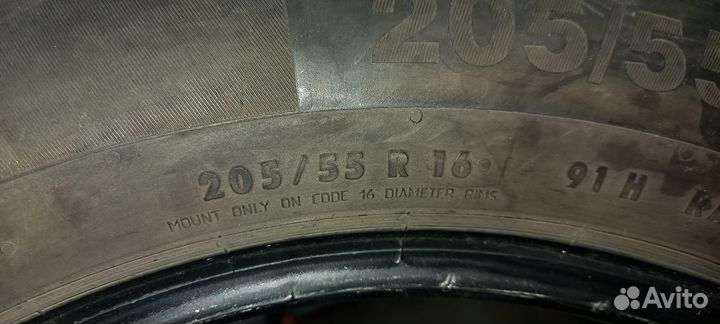 205/55
205/55 R 16 91 H
MOUNT ONLY ON CODE 16 DIAMETER RIMS
Avito